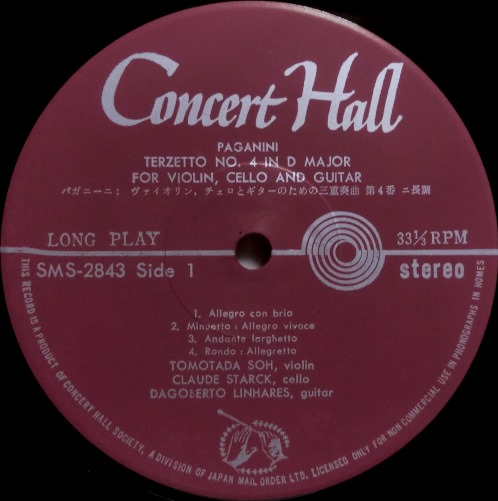 Concert Hall
PAGANINI
TERZETTO NO. 4 IN D MAJOR
FOR VIOLIN, CELLO AND GUITAR
パガニーニ: ヴァイオリン, チェロとギターのための三重奏曲 第4番 ニ長調
LONG PLAY
33⅓ RPM
SMS-2843 Side 1
stereo
1. Allegro con brio
2. Minuetto : Allegro vivace
3. Andante larghetto
4. Rondo : Allegretto
TOMOTADA SOH, violin
CLAUDE STARCK, cello
DAGOBERTO LINHARES, guitar
THIS RECORD IS A PRODUCT OF CONCERT HALL SOCIETY, A DIVISION OF JAPAN MAIL ORDER LTD. LICENSED ONLY FOR NON COMMERCIAL USE IN PHONOGRAPHS IN HOMES